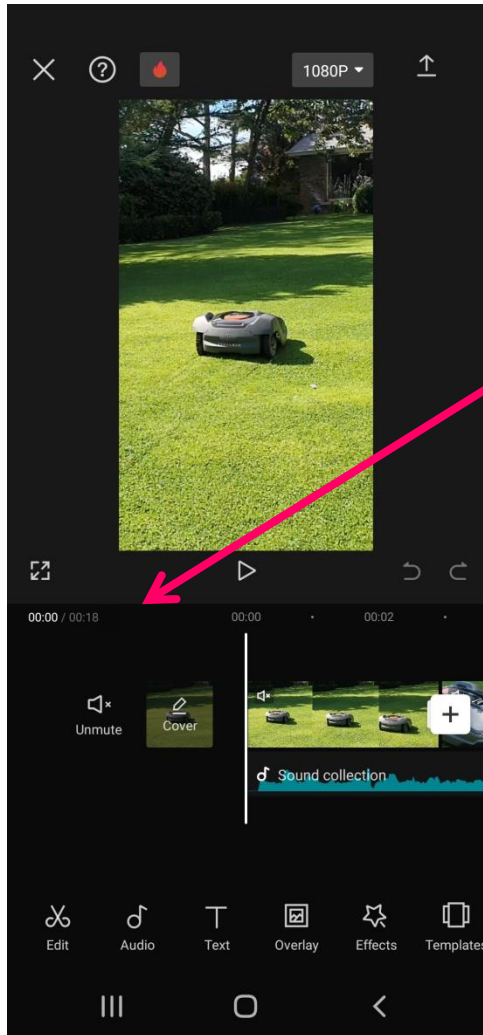 1080P
00:00 / 00:18
00:00
00:02
Unmute
Cover
Sound collection
Edit
Audio
Text
Overlay
Effects
Templates